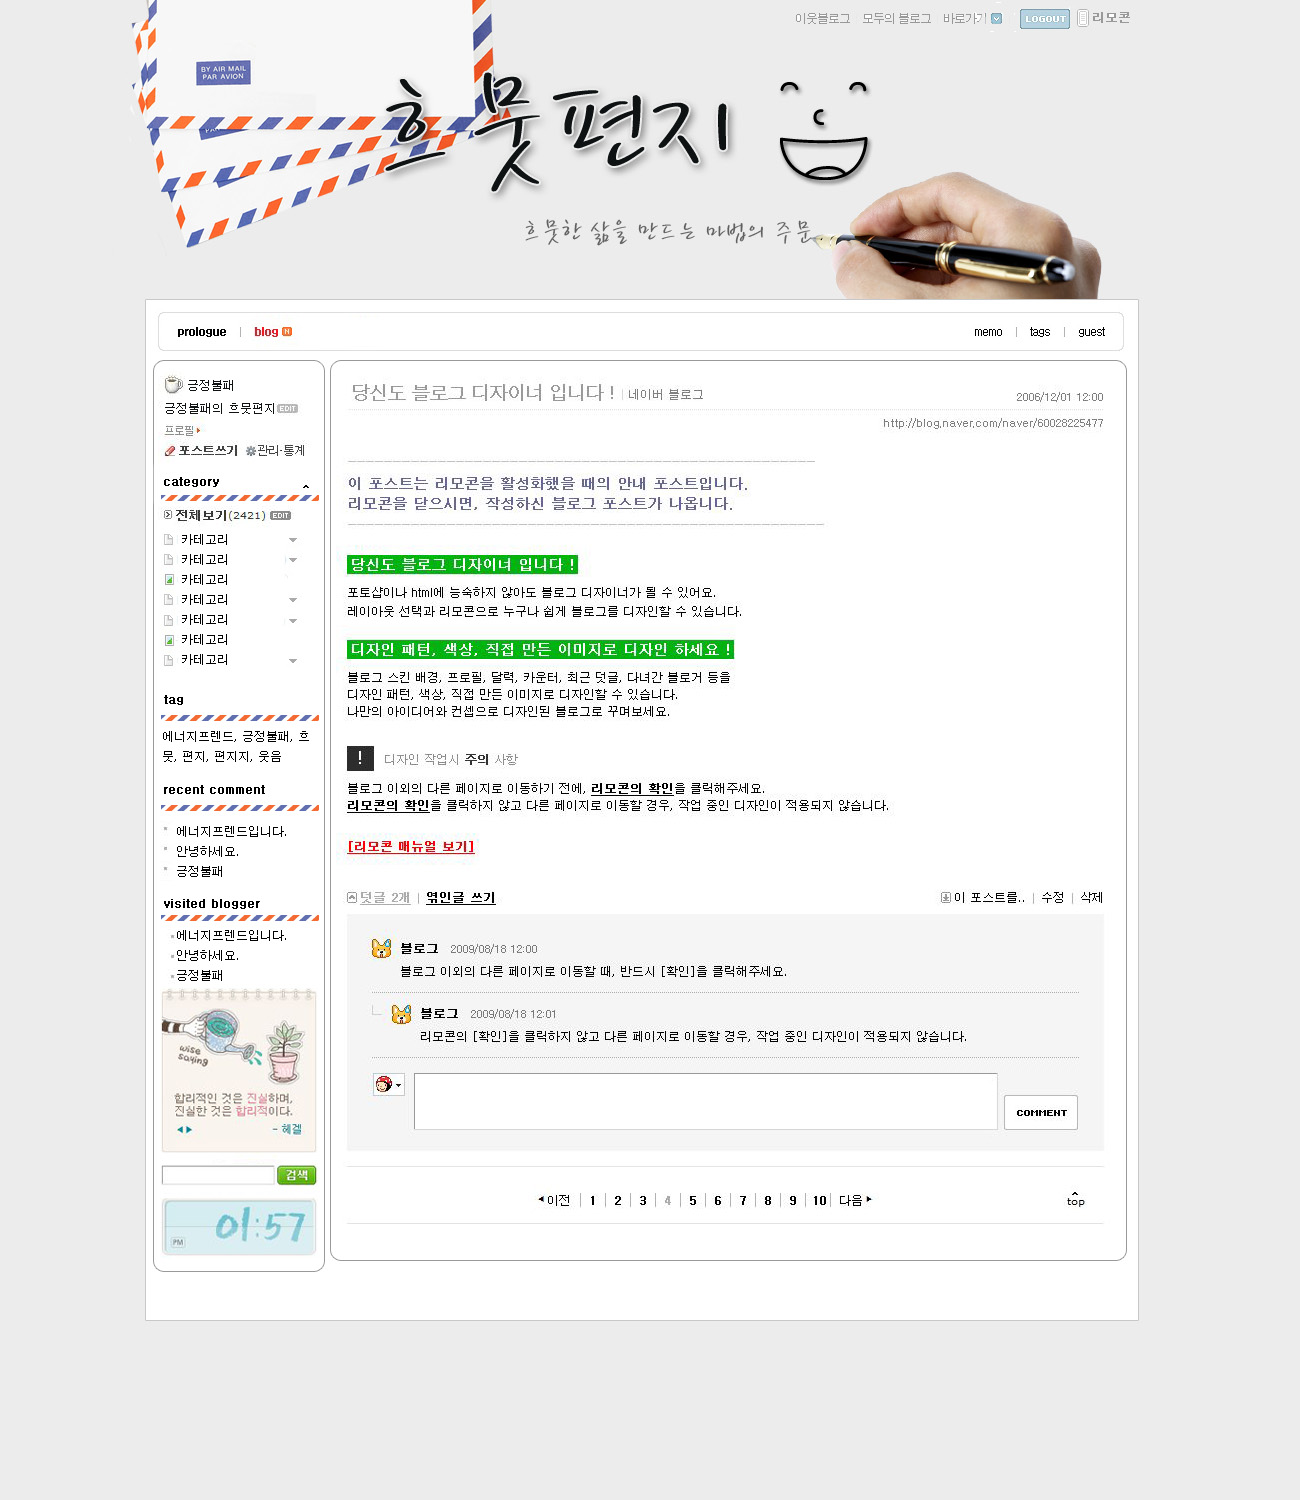 이웃블로그 모두의 블로그 바로가기 LOGOUT 리모콘
BY AIR MAIL
PAR AVION
흐뭇편지
흐뭇한 삶을 만드는 마법의 주문
prologue | blog N
memo | tags | guest
긍정불패
긍정불패의 흐뭇편지 EDIT
프로필
포스트쓰기 관리·통계
category
전체보기(2421) EDIT
카테고리
카테고리
카테고리
카테고리
카테고리
카테고리
카테고리
tag
에너지프렌드, 긍정불패, 흐
뭇, 편지, 편지지, 웃음
recent comment
에너지프렌드입니다.
안녕하세요.
긍정불패
visited blogger
에너지프렌드입니다.
안녕하세요.
긍정불패
wise
saying
합리적인 것은 진실하며,
진실한 것은 합리적이다.
- 헤겔
검색
01:57
PM
당신도 블로그 디자이너 입니다 ! | 네이버 블로그
2006/12/01 12:00
http://blog.naver.com/naver/60028225477
이 포스트는 리모콘을 활성화했을 때의 안내 포스트입니다.
리모콘을 닫으시면, 작성하신 블로그 포스트가 나옵니다.
당신도 블로그 디자이너 입니다 !
포토샵이나 html에 능숙하지 않아도 블로그 디자이너가 될 수 있어요.
레이아웃 선택과 리모콘으로 누구나 쉽게 블로그를 디자인할 수 있습니다.
디자인 패턴, 색상, 직접 만든 이미지로 디자인 하세요 !
블로그 스킨 배경, 프로필, 달력, 카운터, 최근 덧글, 다녀간 블로거 등을
디자인 패턴, 색상, 직접 만든 이미지로 디자인할 수 있습니다.
나만의 아이디어와 컨셉으로 디자인된 블로그로 꾸며보세요.
! 디자인 작업시 주의 사항
블로그 이외의 다른 페이지로 이동하기 전에, 리모콘의 확인을 클릭해주세요.
리모콘의 확인을 클릭하지 않고 다른 페이지로 이동할 경우, 작업 중인 디자인이 적용되지 않습니다.
[리모콘 매뉴얼 보기]
덧글 2개 | 엮인글 쓰기
이 포스트를.. | 수정 | 삭제
블로그 2009/08/18 12:00
블로그 이외의 다른 페이지로 이동할 때, 반드시 [확인]을 클릭해주세요.
블로그 2009/08/18 12:01
리모콘의 [확인]을 클릭하지 않고 다른 페이지로 이동할 경우, 작업 중인 디자인이 적용되지 않습니다.
COMMENT
이전 | 1 | 2 | 3 | 4 | 5 | 6 | 7 | 8 | 9 | 10 | 다음
top